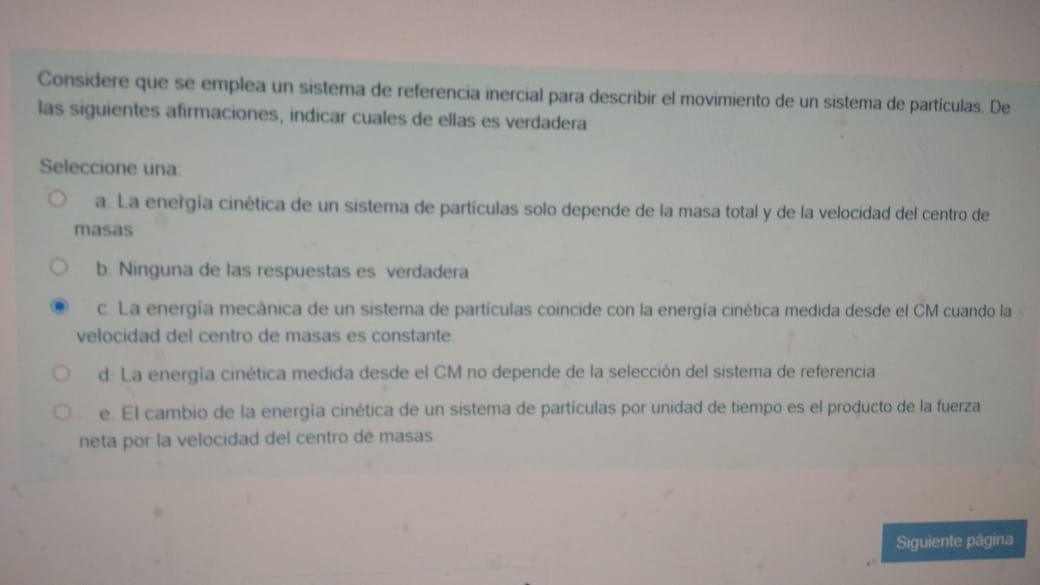 Considere que se emplea un sistema de referencia inercial para describir el movimiento de un sistema de partículas. De
las siguientes afirmaciones, indicar cuales de ellas es verdadera
Seleccione una:
a. La energía cinética de un sistema de partículas solo depende de la masa total y de la velocidad del centro de
masas
b. Ninguna de las respuestas es verdadera
c. La energía mecánica de un sistema de partículas coincide con la energía cinética medida desde el CM cuando la
velocidad del centro de masas es constante.
d. La energía cinética medida desde el CM no depende de la selección del sistema de referencia
e. El cambio de la energía cinética de un sistema de partículas por unidad de tiempo es el producto de la fuerza
neta por la velocidad del centro de masas
Siguiente página